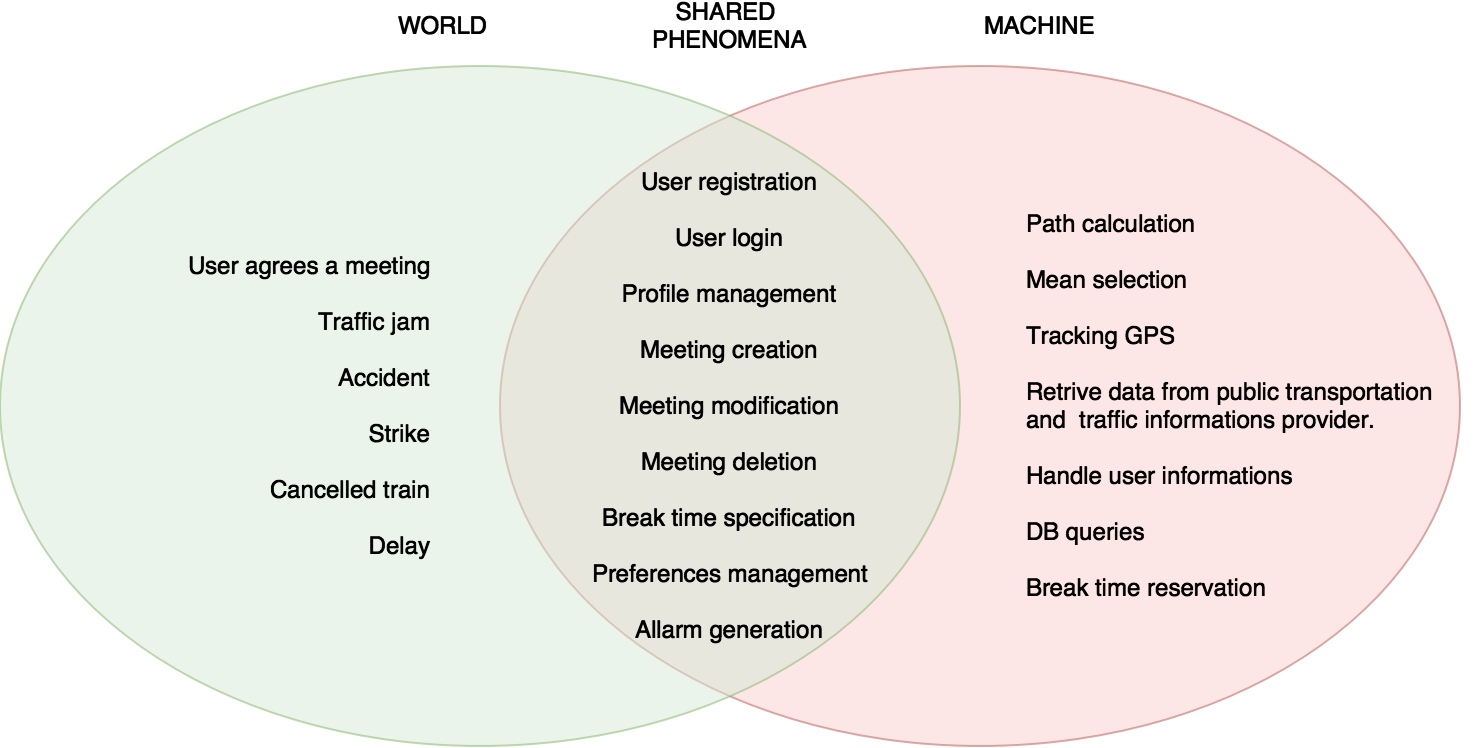 WORLD
SHARED
PHENOMENA
MACHINE
User agrees a meeting
Traffic jam
Accident
Strike
Cancelled train
Delay
User registration
User login
Profile management
Meeting creation
Meeting modification
Meeting deletion
Break time specification
Preferences management
Allarm generation
Path calculation
Mean selection
Tracking GPS
Retrive data from public transportation
and  traffic informations provider.
Handle user informations
DB queries
Break time reservation